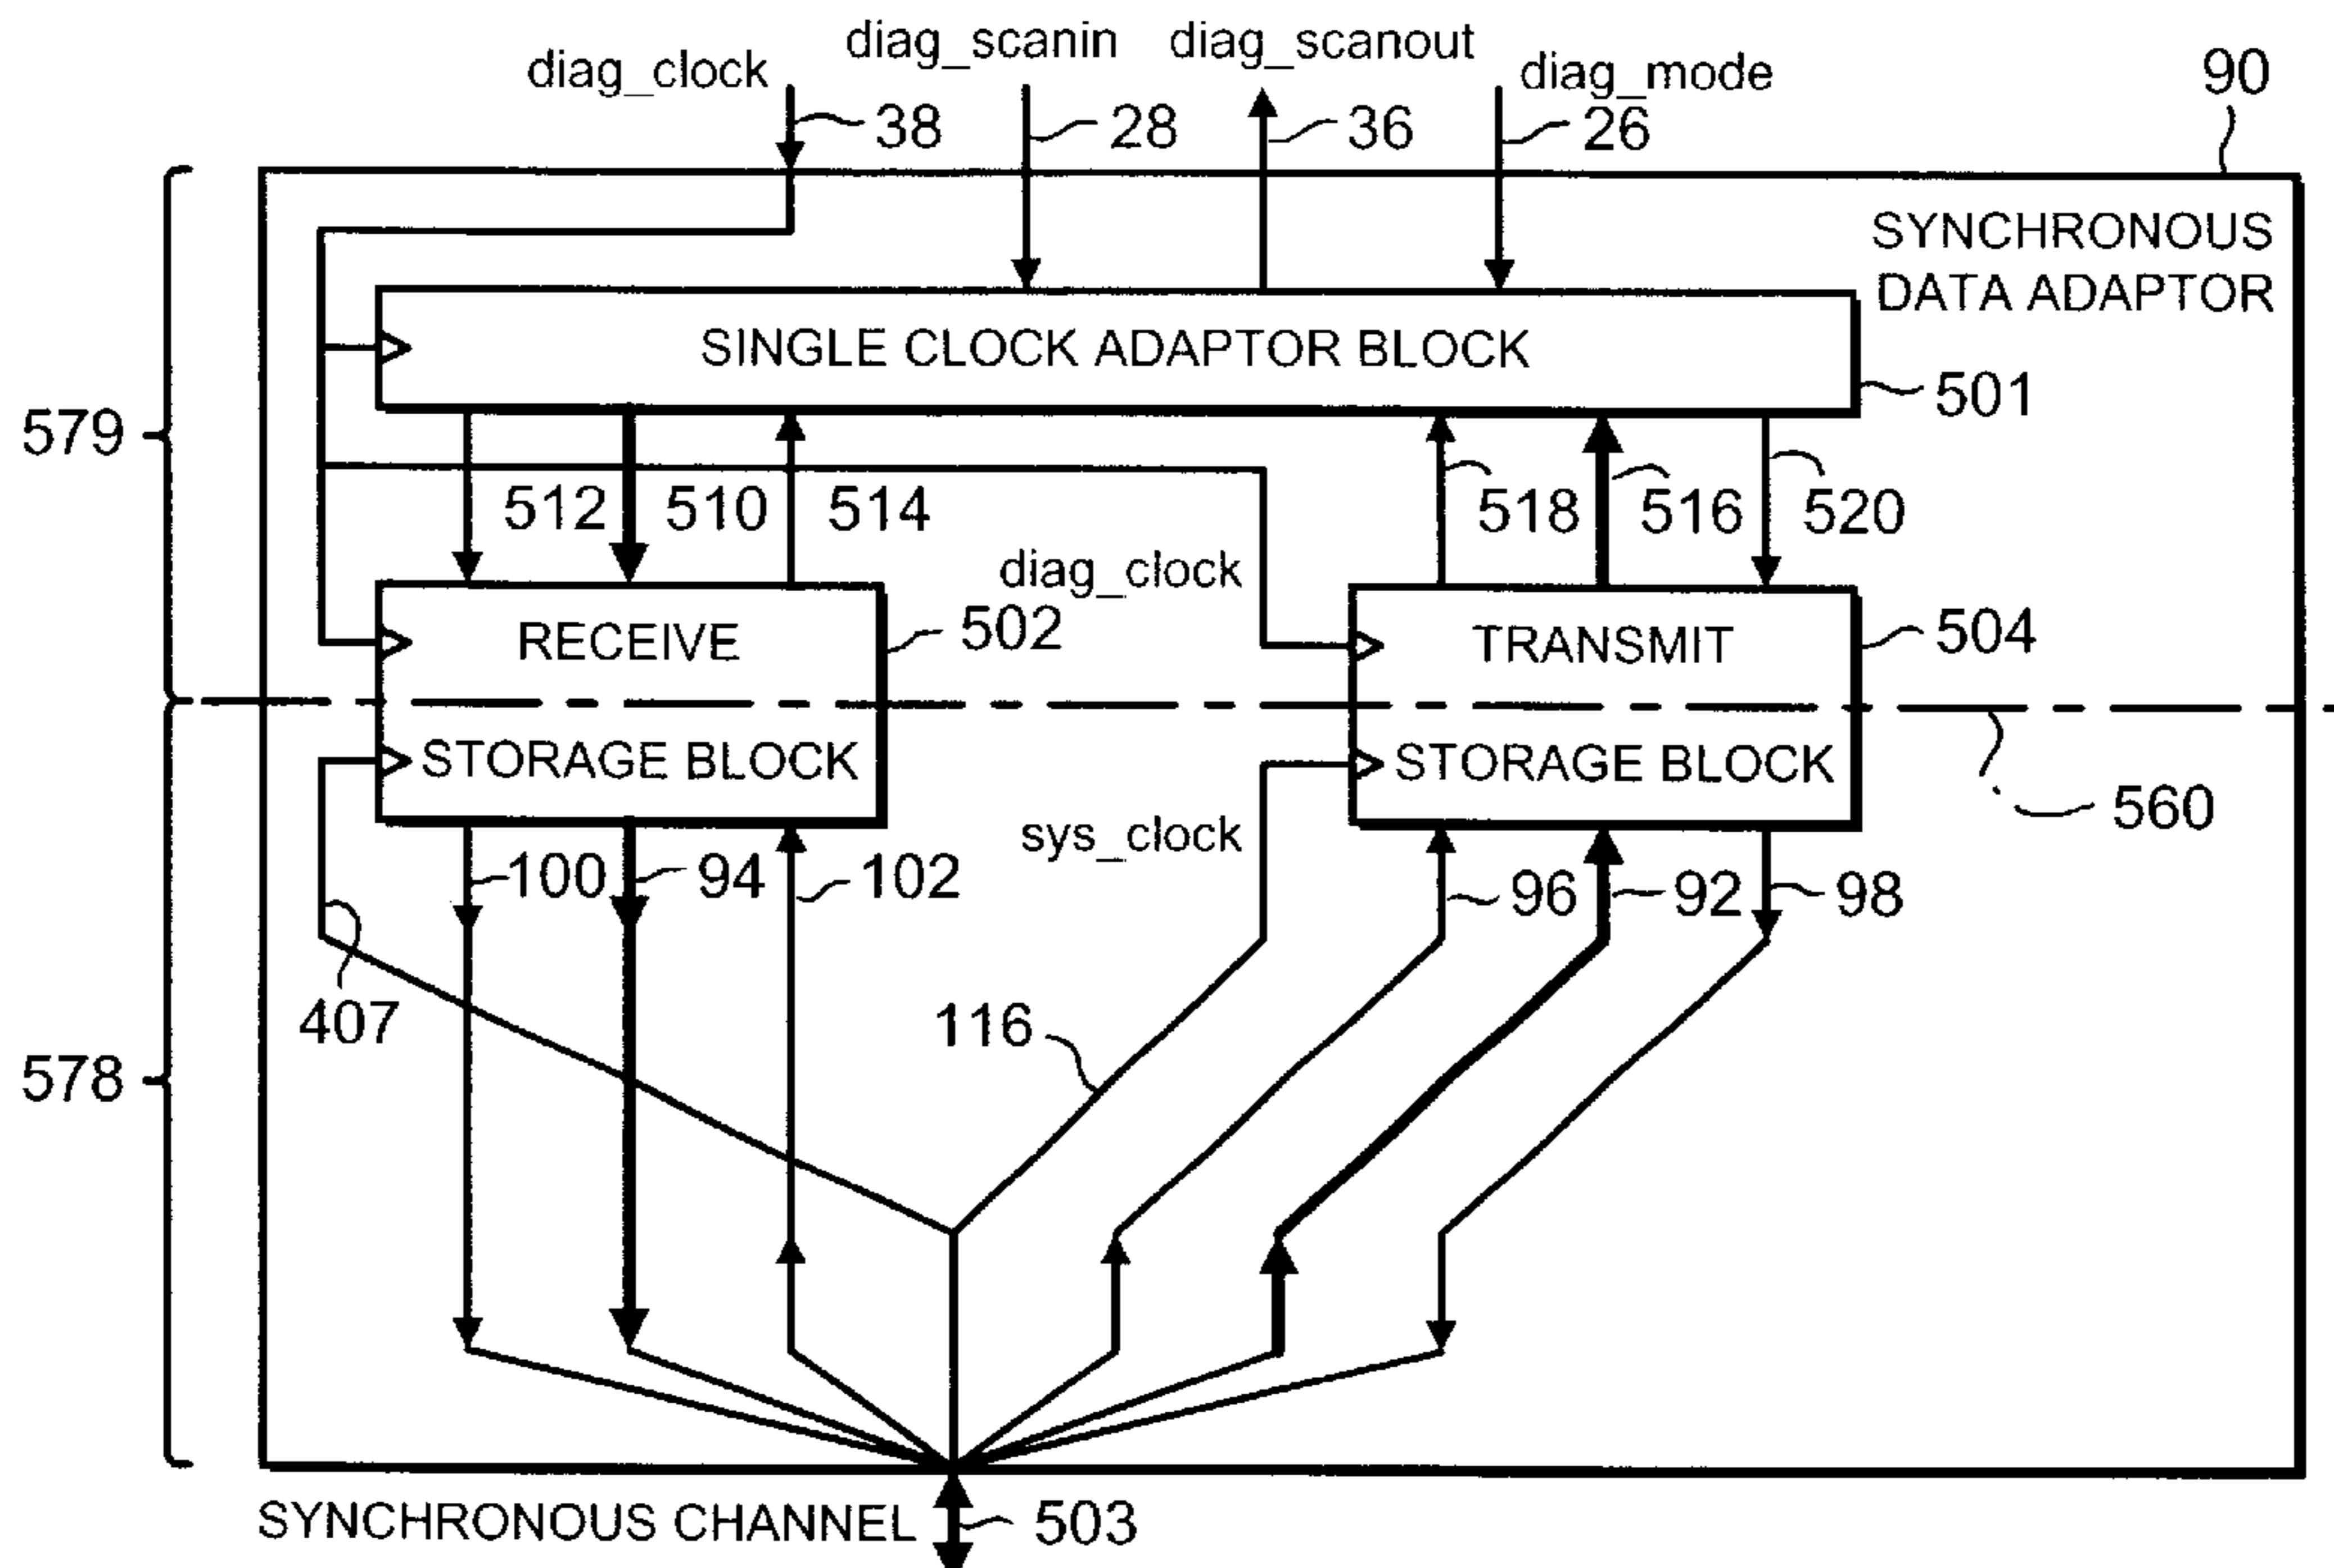 diag_clock
diag_scanin
diag_scanout
diag_mode
38
28
36
26
90
SYNCHRONOUS
DATA ADAPTOR
SINGLE CLOCK ADAPTOR BLOCK
501
579
512
510
514
518
516
520
diag_clock
RECEIVE
502
TRANSMIT
504
STORAGE BLOCK
STORAGE BLOCK
560
sys_clock
100
94
102
96
92
98
407
116
578
SYNCHRONOUS CHANNEL
503